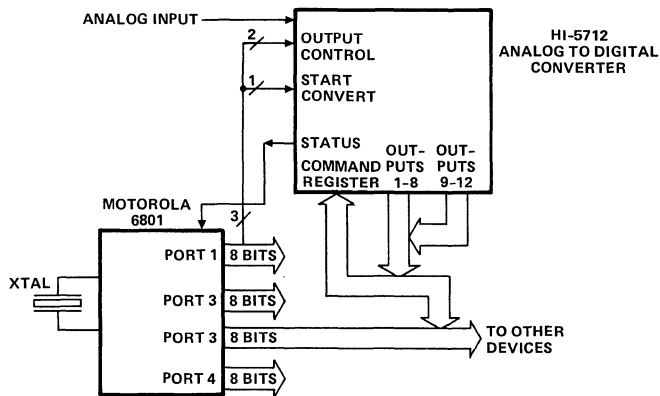 ANALOG INPUT
2
OUTPUT
CONTROL
1
START
CONVERT
STATUS
COMMAND
REGISTER
OUT-
PUTS
1-8
OUT-
PUTS
9-12
HI-5712
ANALOG TO DIGITAL
CONVERTER
MOTOROLA
6801
3
XTAL
PORT 1
8 BITS
PORT 3
8 BITS
PORT 3
8 BITS
PORT 4
8 BITS
TO OTHER
DEVICES